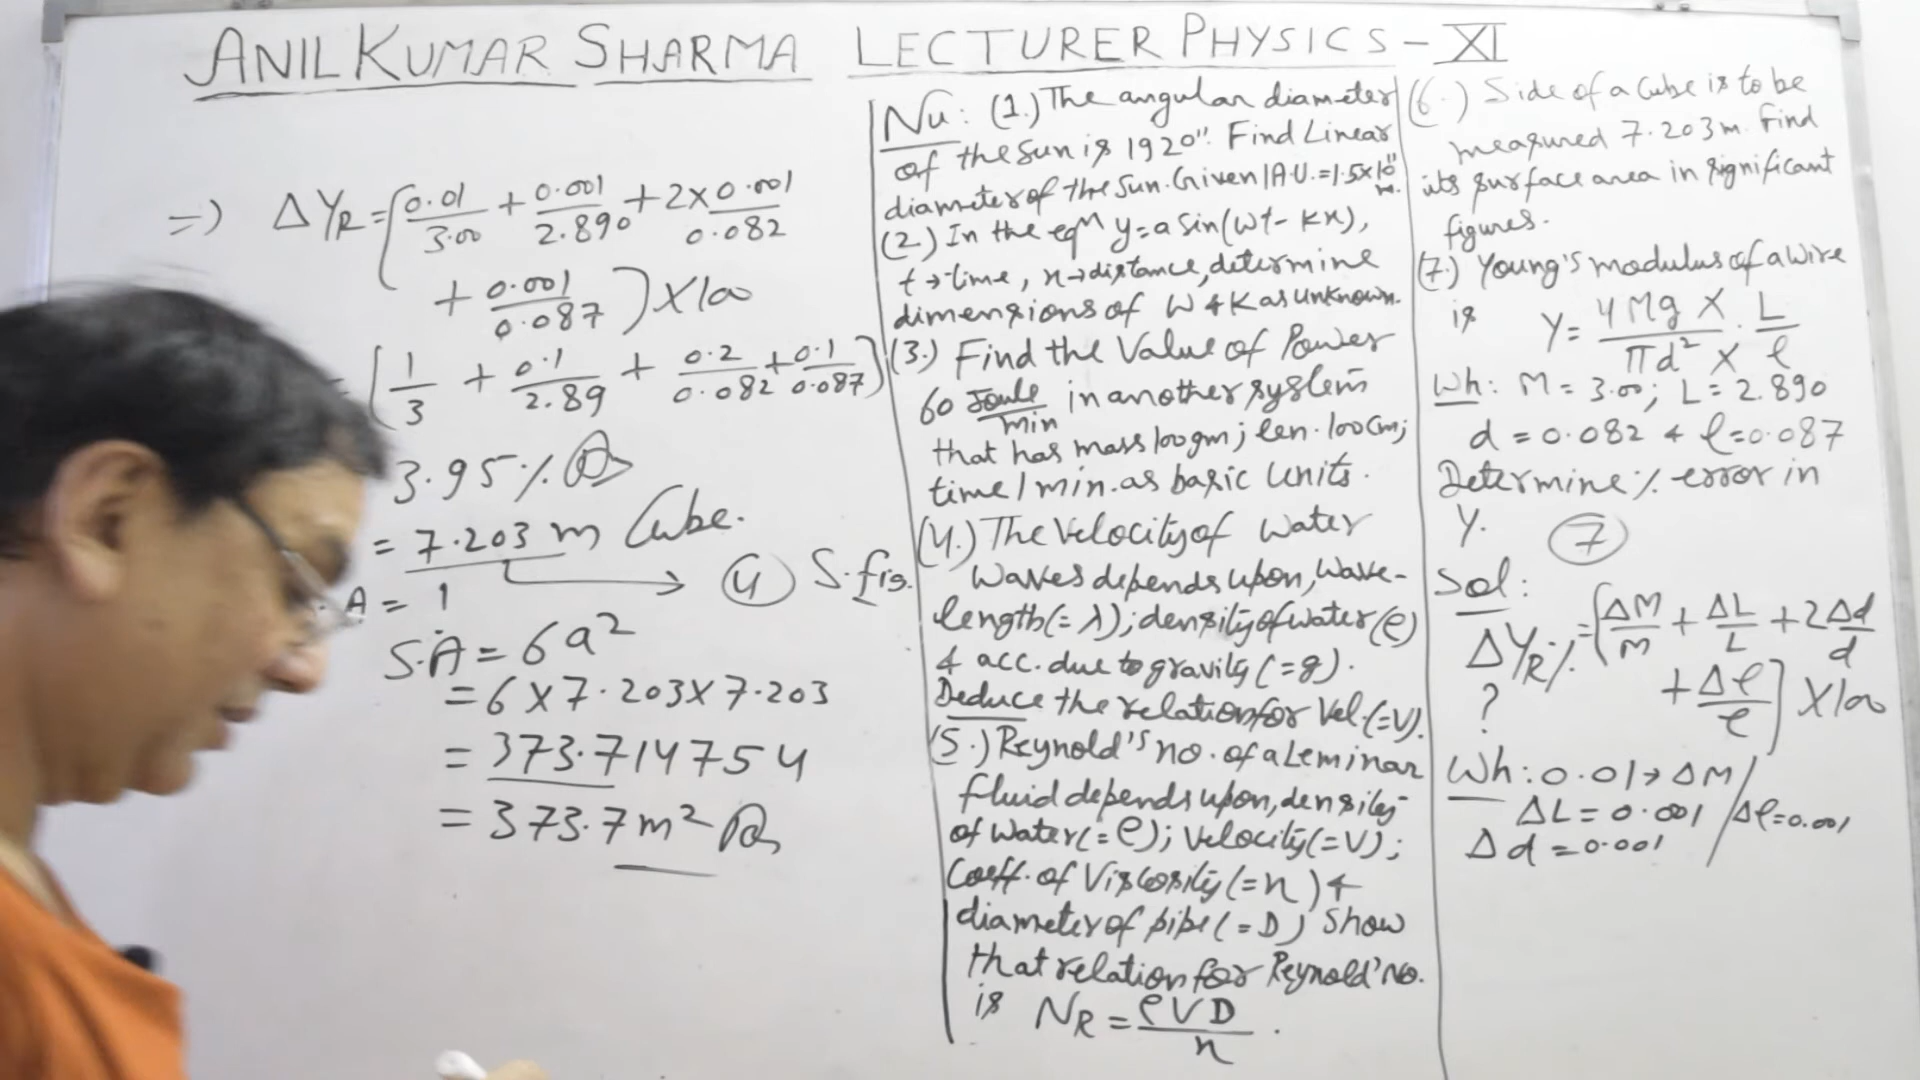 ANIL KUMAR SHARMA LECTURER PHYSICS - XI
=> ΔY_R = (0.01/3.00 + 0.001/2.890 + 2×0.001/0.082
+ 0.001/0.087) ×100
= (1/3 + 0.1/2.89 + 0.2/0.082 + 0.1/0.087)
3.95 %
= 7.203 m Cube.
→ (4) S.fig.
A = 1
S.A = 6a²
= 6 × 7.203 × 7.203
= 373.714754
= 373.7 m²
Nu: (1.) The angular diameter
of the Sun is 1920". Find Linear
diameter of the Sun. Given 1 A.U. = 1.5×10¹¹ m.
(2.) In the eqⁿ y = a sin(wt - kx),
t → time, x → distance, determine
dimensions of W & K as unknown.
(3.) Find the Value of Power
60 Joule/min in another system
that has mass 100gm; len. 100Cm;
time 1 min. as basic units.
(4.) The Velocity of Water
Waves depends upon, Wave-
length(=λ); density of water (ρ)
& acc. due to gravity (=g).
Deduce the relation for Vel. (=V).
(5.) Reynold's no. of a Leminar
fluid depends upon, density
of Water (=ρ); Velocity (=V);
Coeff. of Viscosity (=η) &
diameter of pipe (=D) Show
that relation for Reynold' No.
is N_R = ρVD/η .
(6.) Side of a Cube is to be
measured 7.203 m. Find
its surface area in significant
figures.
(7.) Young's modulus of a Wire
is Y = 4Mg × L / πd² × l
Wh: M = 3.00; L = 2.890
d = 0.082 & l = 0.087
Determine % error in
Y. (7)
Sol:
ΔY_R % = [ΔM/M + ΔL/L + 2Δd/d
? + Δl/l] ×100
Wh: 0.01 → ΔM /
ΔL = 0.001 / Δl = 0.001
Δd = 0.001 /